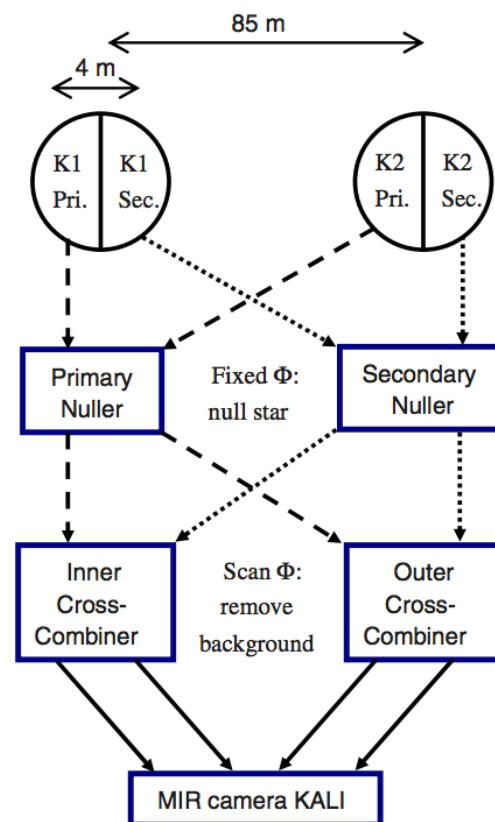 85 m
4 m
K1 K1
Pri. Sec.
K2 K2
Pri. Sec.
Primary
Nuller
Fixed Φ:
null star
Secondary
Nuller
Inner
Cross-
Combiner
Scan Φ:
remove
background
Outer
Cross-
Combiner
MIR camera KALI